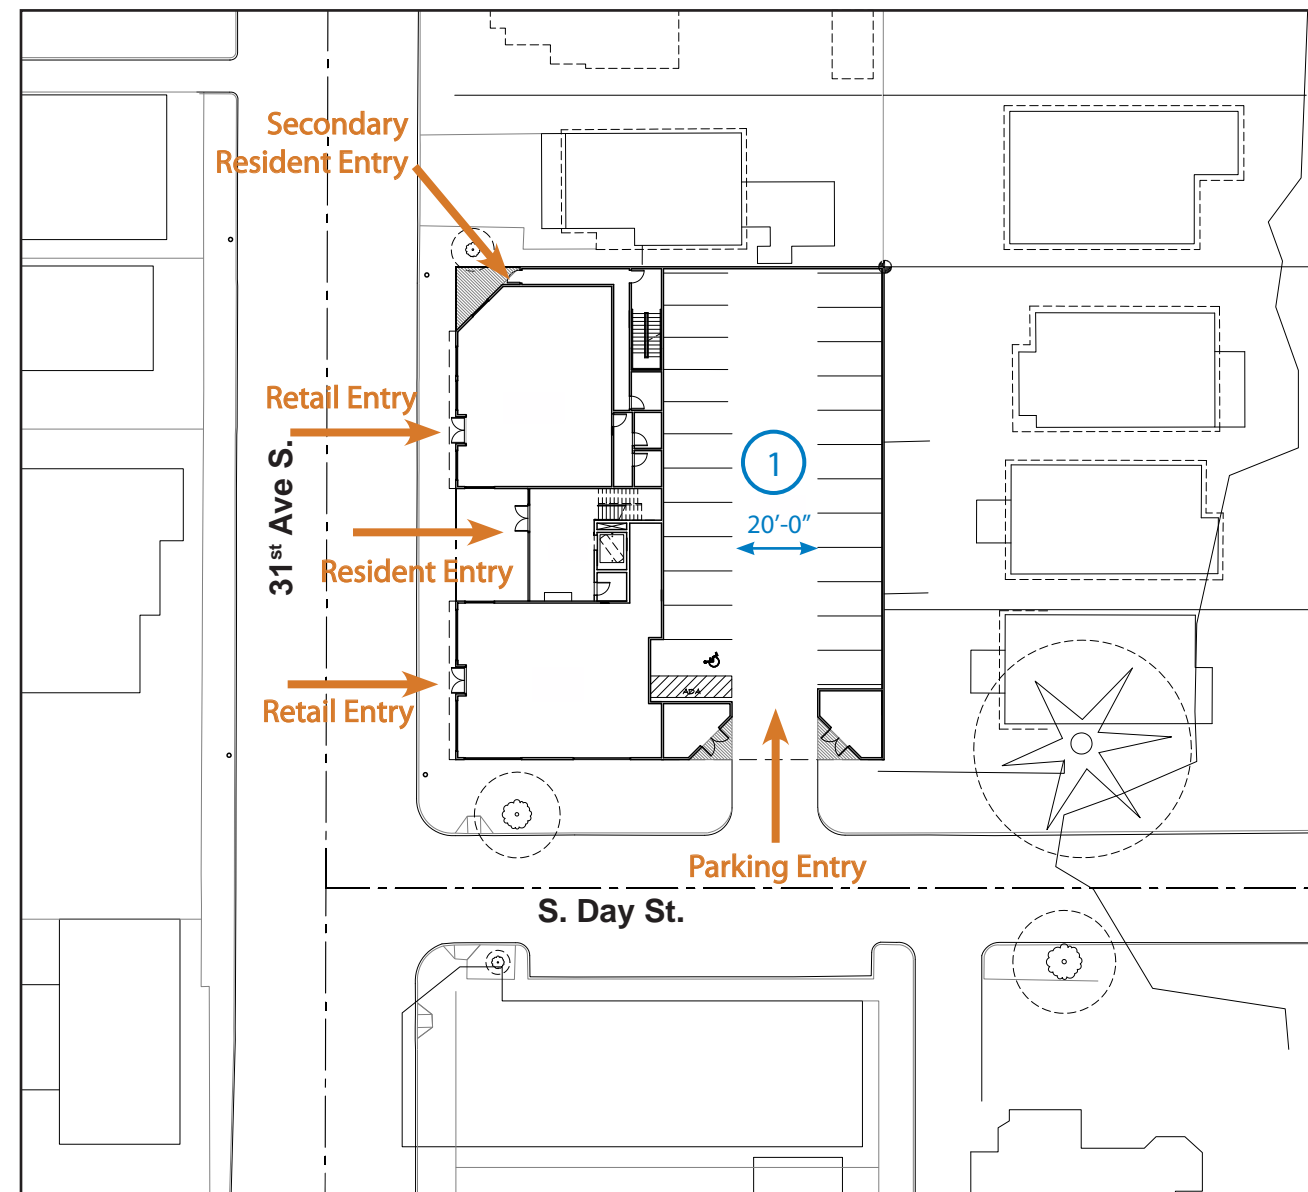 Secondary
Resident Entry
Retail Entry
31st Ave S.
1
20’-0”
Resident Entry
ADA
Retail Entry
Parking Entry
S. Day St.